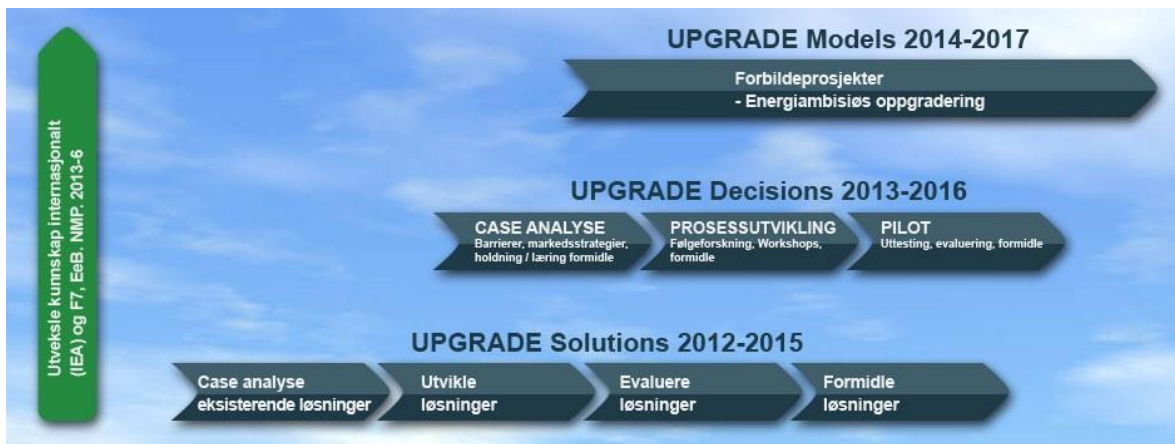 UPGRADE Models 2014-2017
Forbildeprosjekter
- Energiambisiøs oppgradering
Utveksle kunnskap internasjonalt
(IEA) og F7, EeB. NMP. 2013-6
UPGRADE Decisions 2013-2016
CASE ANALYSE
Barrierer, markedsstrategier,
holdning / læring formidle
PROSESSUTVIKLING
Følgeforskning, Workshops,
formidle
PILOT
Uttesting, evaluering, formidle
UPGRADE Solutions 2012-2015
Case analyse
eksisterende løsninger
Utvikle
løsninger
Evaluere
løsninger
Formidle
løsninger